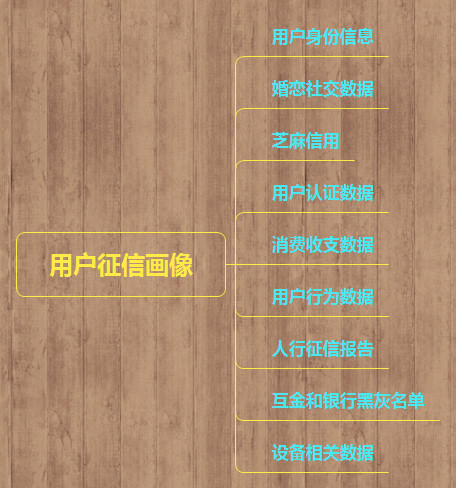 用户身份信息
婚恋社交数据
芝麻信用
用户认证数据
消费收支数据
用户征信画像
用户行为数据
人行征信报告
互金和银行黑灰名单
设备相关数据